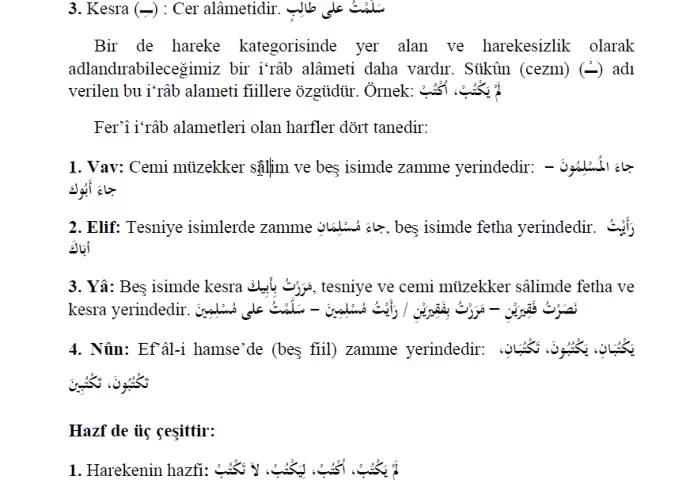 3. Kesra (ـِـ) : Cer alâmetidir. سَلَّمْتُ على طَالِبٍ
Bir de hareke kategorisinde yer alan ve harekesizlik olarak
adlandırabileceğimiz bir i‘râb alâmeti daha vardır. Sükûn (cezm) (ـْـ) adı
verilen bu i‘râb alameti fiillere özgüdür. Örnek: لَمْ يَكْتُبْ، اُكْتُبْ
Fer’î i‘râb alametleri olan harfler dört tanedir:
1. Vav: Cemi müzekker sâlim ve beş isimde zamme yerindedir: جاءَ المُسْلِمُونَ –
جاءَ أَبُوك
2. Elif: Tesniye isimlerde zamme جاءَ مُسْلِمَانِ, beş isimde fetha yerindedir. رَأَيْتُ
أبَاكَ
3. Yâ: Beş isimde kesra مَرَرْتُ بِأَبِيكَ, tesniye ve cemi müzekker sâlimde fetha ve
kesra yerindedir. نَصَرْتُ فَقِيرَيْنِ – مَرَرْتُ بِفَقِيرَيْنِ / رَأَيْتُ مُسْلِمِينَ – سَلَّمْتُ على مُسْلِمِينَ
4. Nûn: Ef’âl-i hamse’de (beş fiil) zamme yerindedir: يَكْتُبَانِ، يَكْتُبُونَ، تَكْتُبَانِ،
تَكْتُبُونَ، تَكْتُبِينَ
Hazf de üç çeşittir:
1. Harekenin hazfi: لَمْ يَكْتُبْ، اُكْتُبْ، لِيَكْتُبْ، لاَ تَكْتُبْ